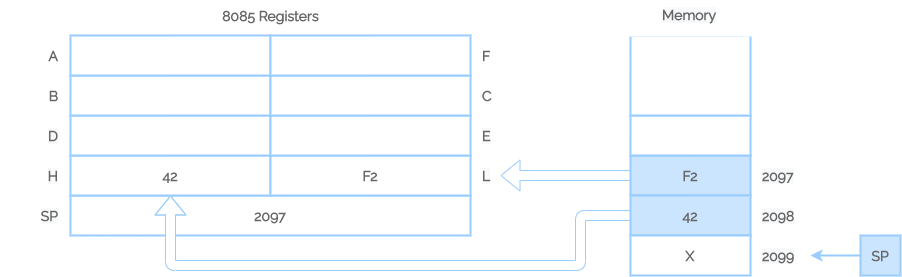 8085 Registers Memory
A F
B C
D E
H 42 F2 L F2 2097
SP 2097 42 2098
X 2099 SP